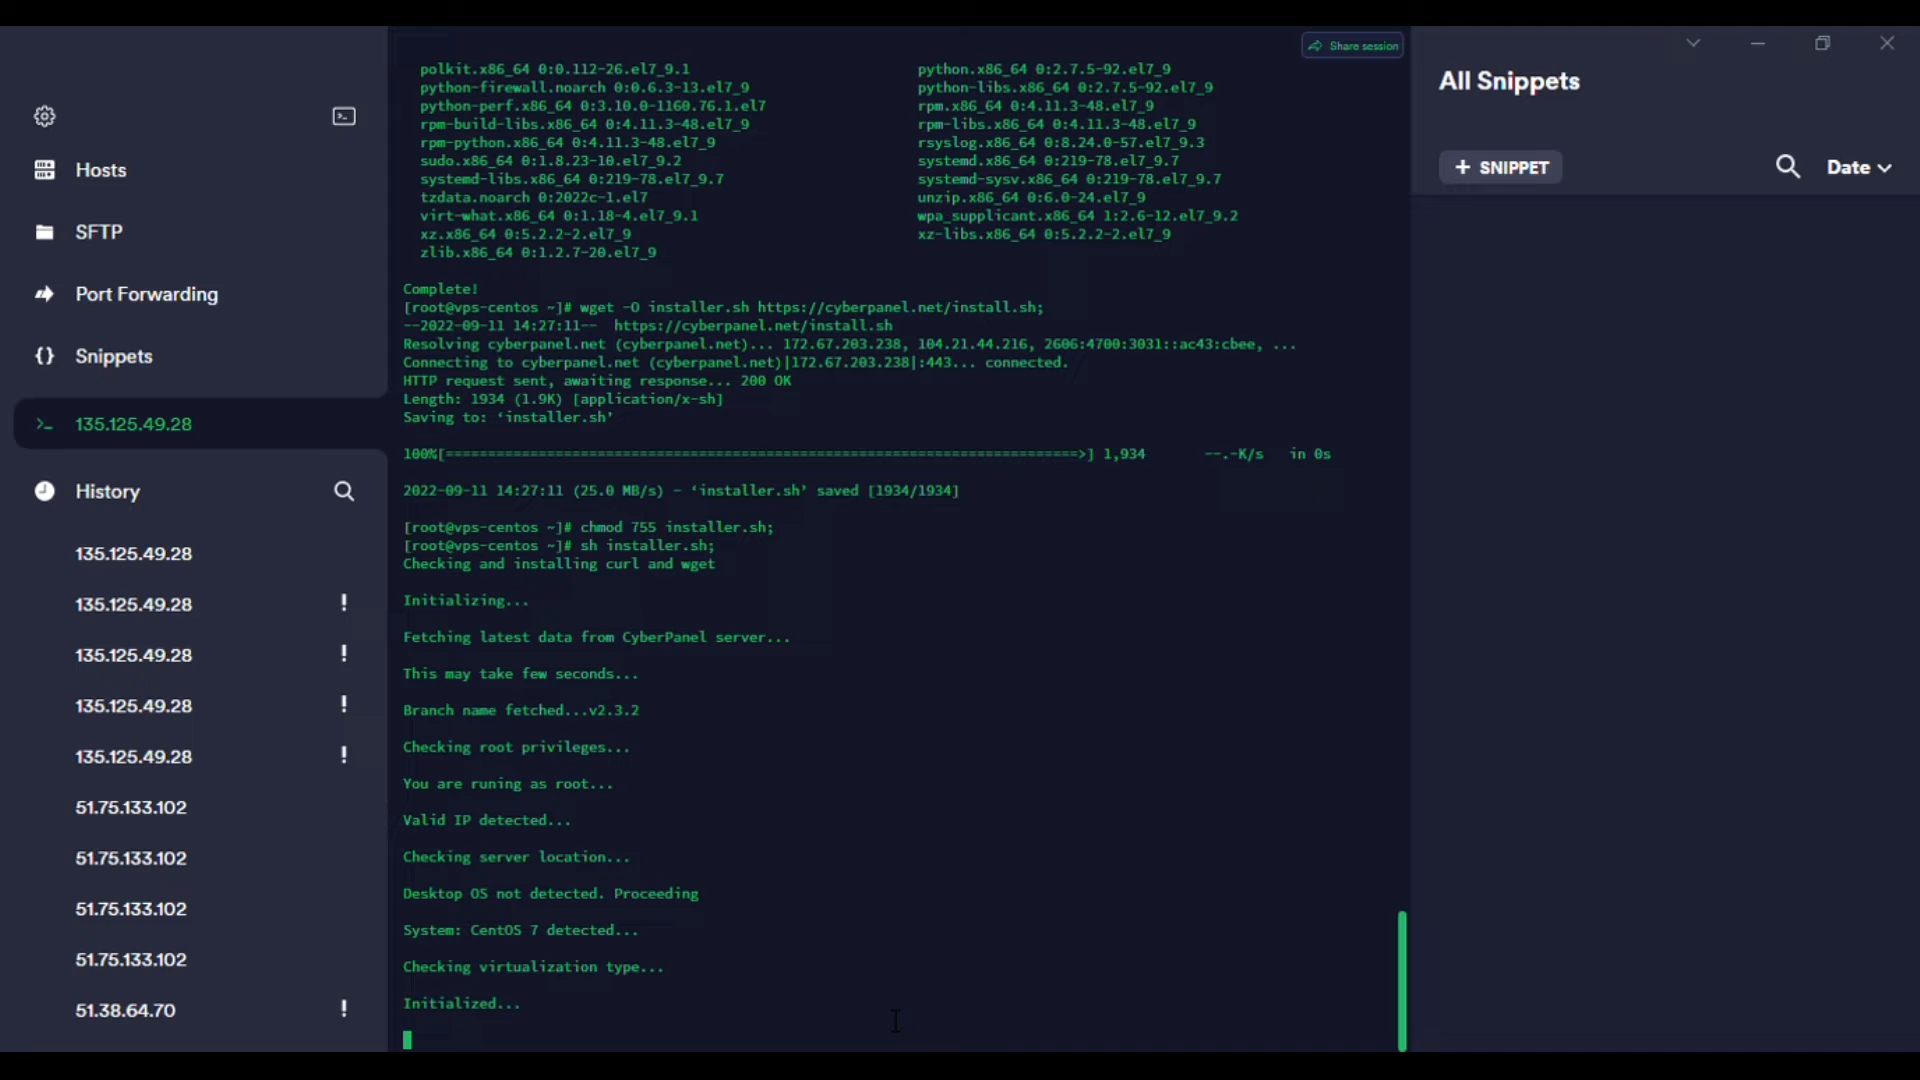 Hosts
SFTP
Port Forwarding
Snippets
>_ 135.125.49.28
History
135.125.49.28
135.125.49.28 !
135.125.49.28 !
135.125.49.28 !
135.125.49.28 !
51.75.133.102
51.75.133.102
51.75.133.102
51.75.133.102
51.38.64.70 !
Share session
polkit.x86_64 0:0.112-26.el7_9.1 python.x86_64 0:2.7.5-92.el7_9
python-firewall.noarch 0:0.6.3-13.el7_9 python-libs.x86_64 0:2.7.5-92.el7_9
python-perf.x86_64 0:3.10.0-1160.76.1.el7 rpm.x86_64 0:4.11.3-48.el7_9
rpm-build-libs.x86_64 0:4.11.3-48.el7_9 rpm-libs.x86_64 0:4.11.3-48.el7_9
rpm-python.x86_64 0:4.11.3-48.el7_9 rsyslog.x86_64 0:8.24.0-57.el7_9.3
sudo.x86_64 0:1.8.23-10.el7_9.2 systemd.x86_64 0:219-78.el7_9.7
systemd-libs.x86_64 0:219-78.el7_9.7 systemd-sysv.x86_64 0:219-78.el7_9.7
tzdata.noarch 0:2022c-1.el7 unzip.x86_64 0:6.0-24.el7_9
virt-what.x86_64 0:1.18-4.el7_9.1 wpa_supplicant.x86_64 1:2.6-12.el7_9.2
xz.x86_64 0:5.2.2-2.el7_9 xz-libs.x86_64 0:5.2.2-2.el7_9
zlib.x86_64 0:1.2.7-20.el7_9
Complete!
[root@vps-centos ~]# wget -O installer.sh https://cyberpanel.net/install.sh;
--2022-09-11 14:27:11-- https://cyberpanel.net/install.sh
Resolving cyberpanel.net (cyberpanel.net)... 172.67.203.238, 104.21.44.216, 2606:4700:3031::ac43:cbee, ...
Connecting to cyberpanel.net (cyberpanel.net)|172.67.203.238|:443... connected.
HTTP request sent, awaiting response... 200 OK
Length: 1934 (1.9K) [application/x-sh]
Saving to: ‘installer.sh’
100%[===========================================================================>] 1,934 --.-K/s in 0s
2022-09-11 14:27:11 (25.0 MB/s) - ‘installer.sh’ saved [1934/1934]
[root@vps-centos ~]# chmod 755 installer.sh;
[root@vps-centos ~]# sh installer.sh;
Checking and installing curl and wget
Initializing...
Fetching latest data from CyberPanel server...
This may take few seconds...
Branch name fetched...v2.3.2
Checking root privileges...
You are runing as root...
Valid IP detected...
Checking server location...
Desktop OS not detected. Proceeding
System: CentOS 7 detected...
Checking virtualization type...
Initialized...
All Snippets
+ SNIPPET
Date